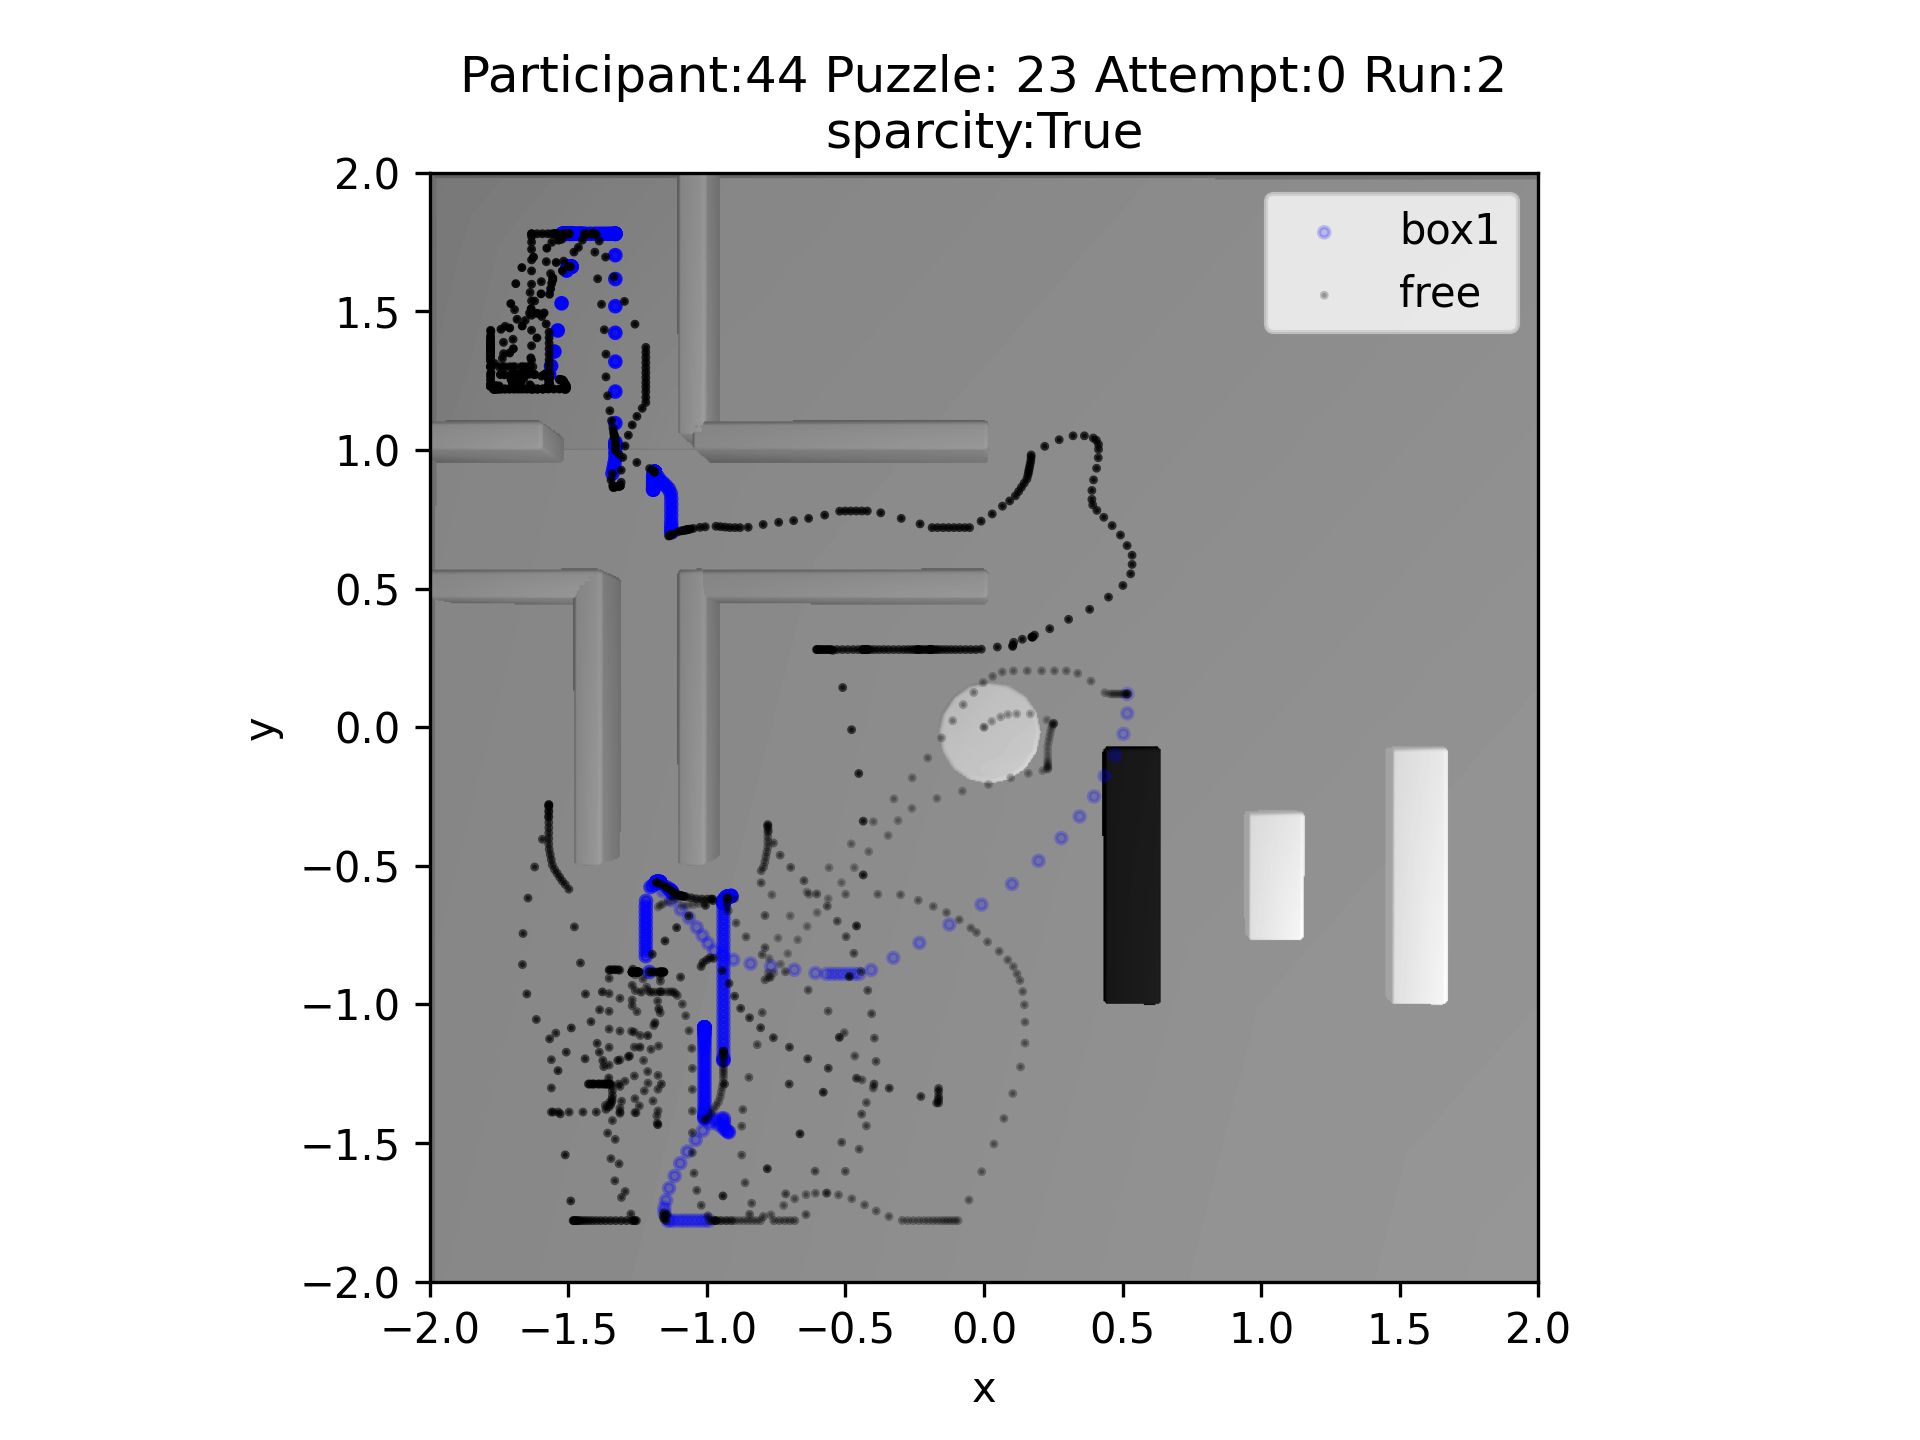 Participant:44 Puzzle: 23 Attempt:0 Run:2
sparcity:True
box1
free
2.0
1.5
1.0
0.5
0.0
−0.5
−1.0
−1.5
−2.0
y
−2.0 −1.5 −1.0 −0.5 0.0 0.5 1.0 1.5 2.0
x